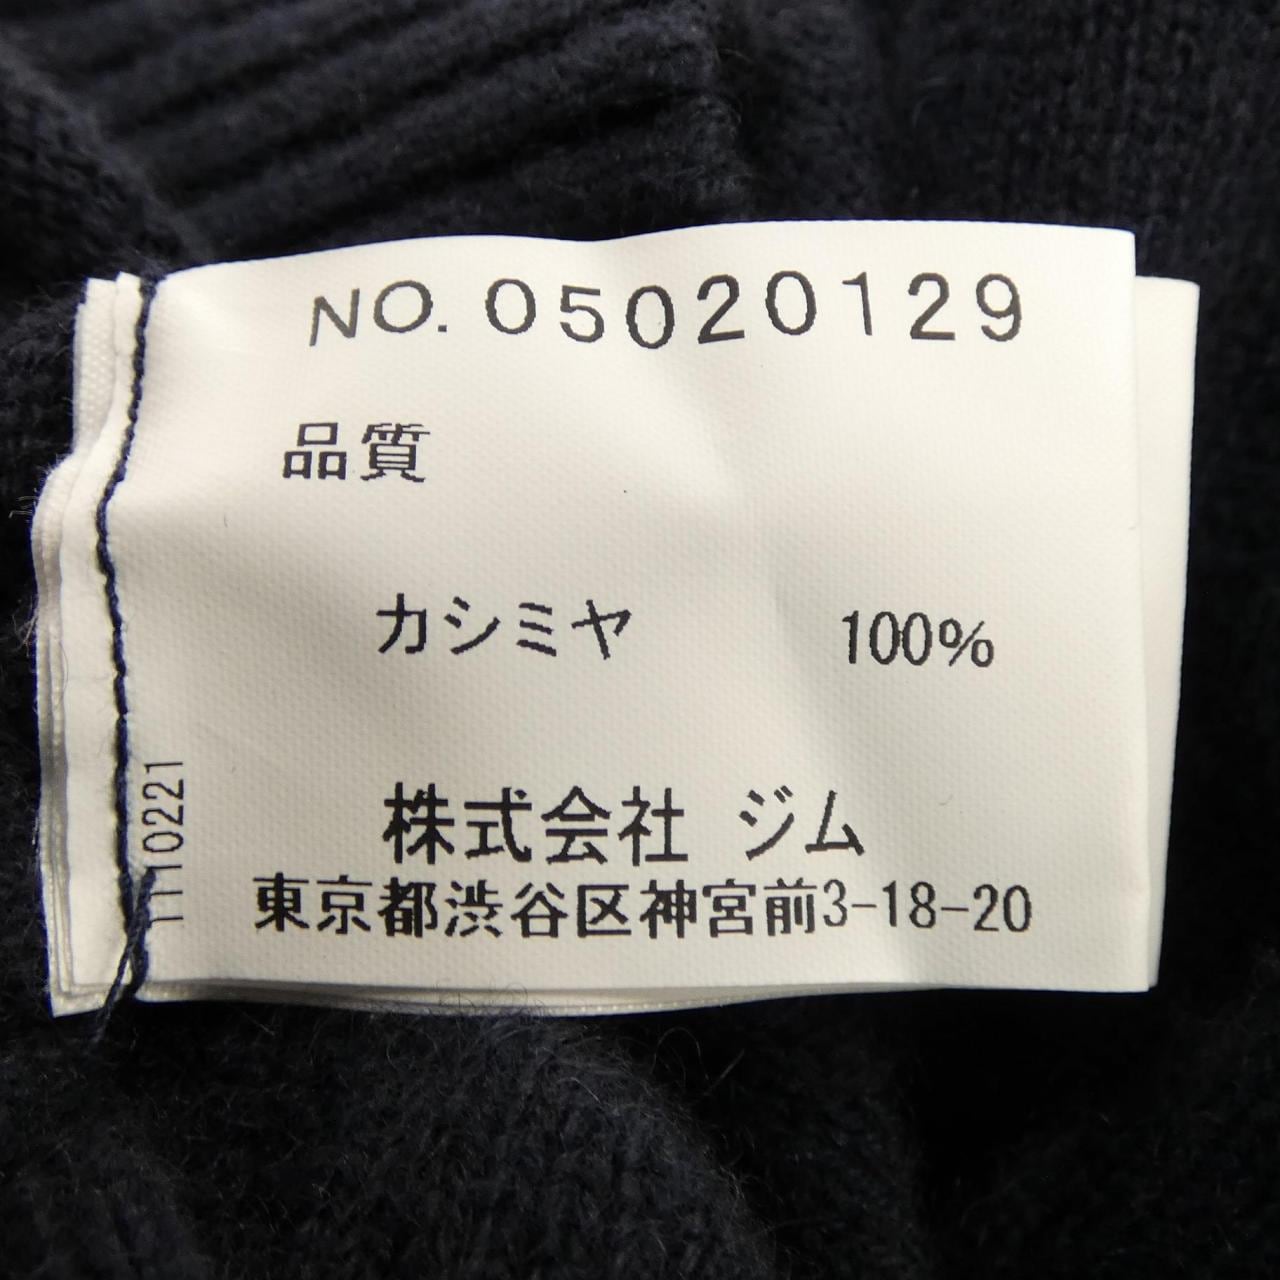 NO. 05020129
品質
カシミヤ 100%
株式会社 ジム
東京都渋谷区神宮前3-18-20
1110221